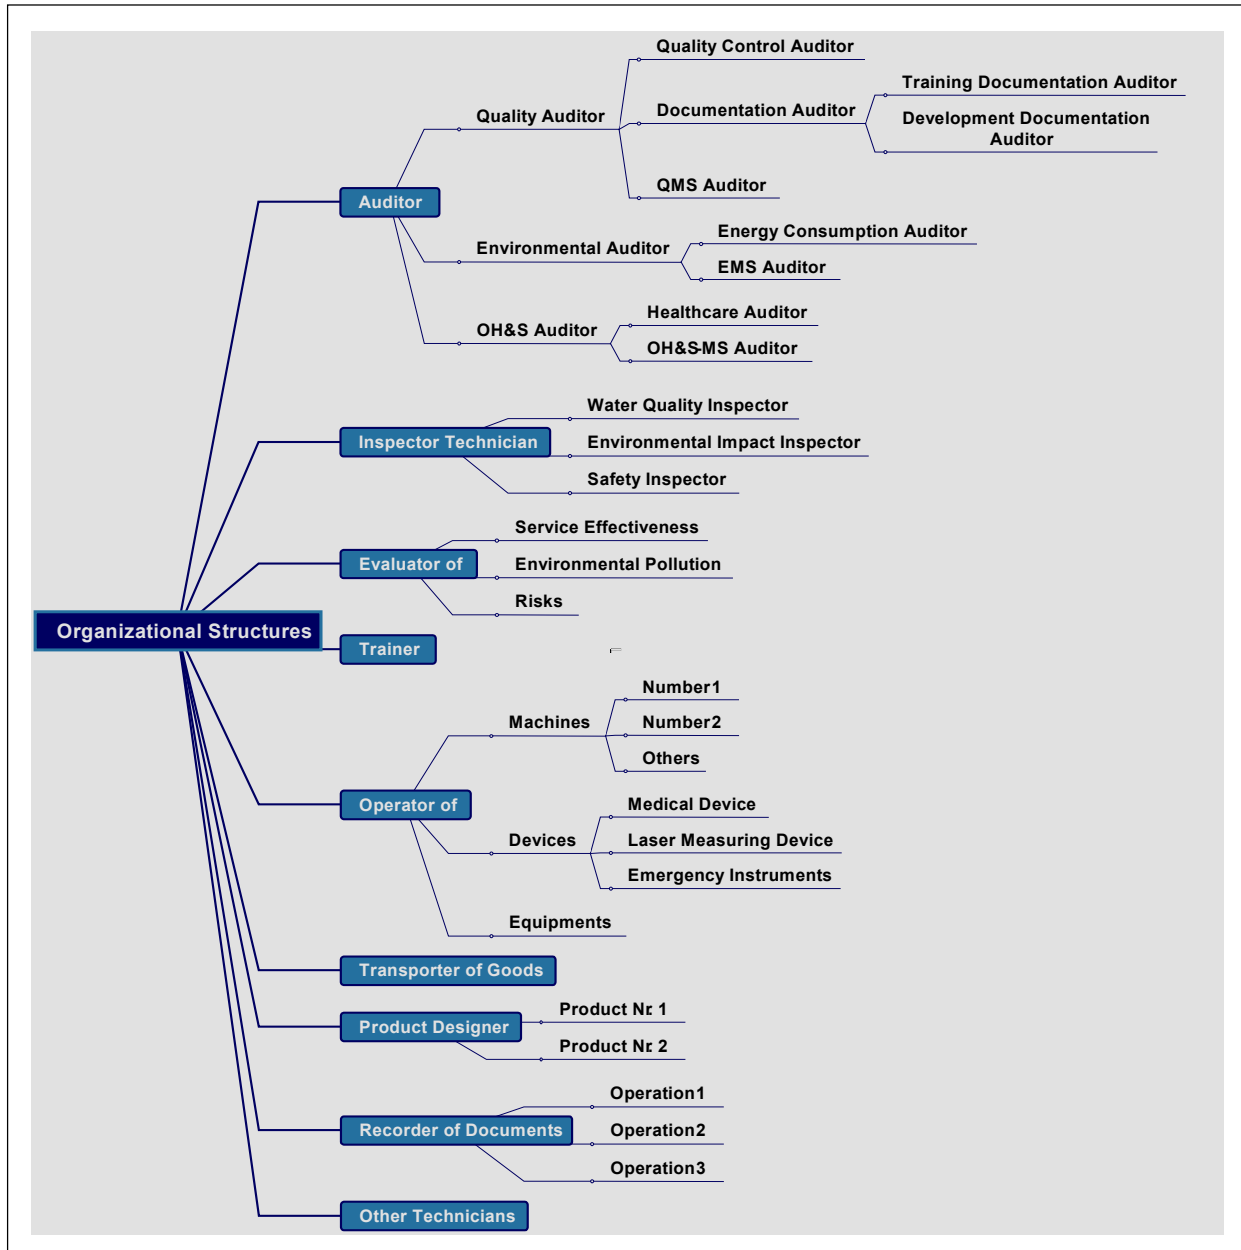 Quality Control Auditor
Training Documentation Auditor
Quality Auditor
Documentation Auditor
Development Documentation
Auditor
QMS Auditor
Auditor
Energy Consumption Auditor
Environmental Auditor
EMS Auditor
Healthcare Auditor
OH&S Auditor
OH&S-MS Auditor
Water Quality Inspector
Inspector Technician
Environmental Impact Inspector
Safety Inspector
Service Effectiveness
Evaluator of
Environmental Pollution
Risks
Organizational Structures
Trainer
Number1
Machines
Number2
Others
Operator of
Medical Device
Devices
Laser Measuring Device
Emergency Instruments
Equipments
Transporter of Goods
Product Nr. 1
Product Designer
Product Nr. 2
Operation1
Recorder of Documents
Operation2
Operation3
Other Technicians